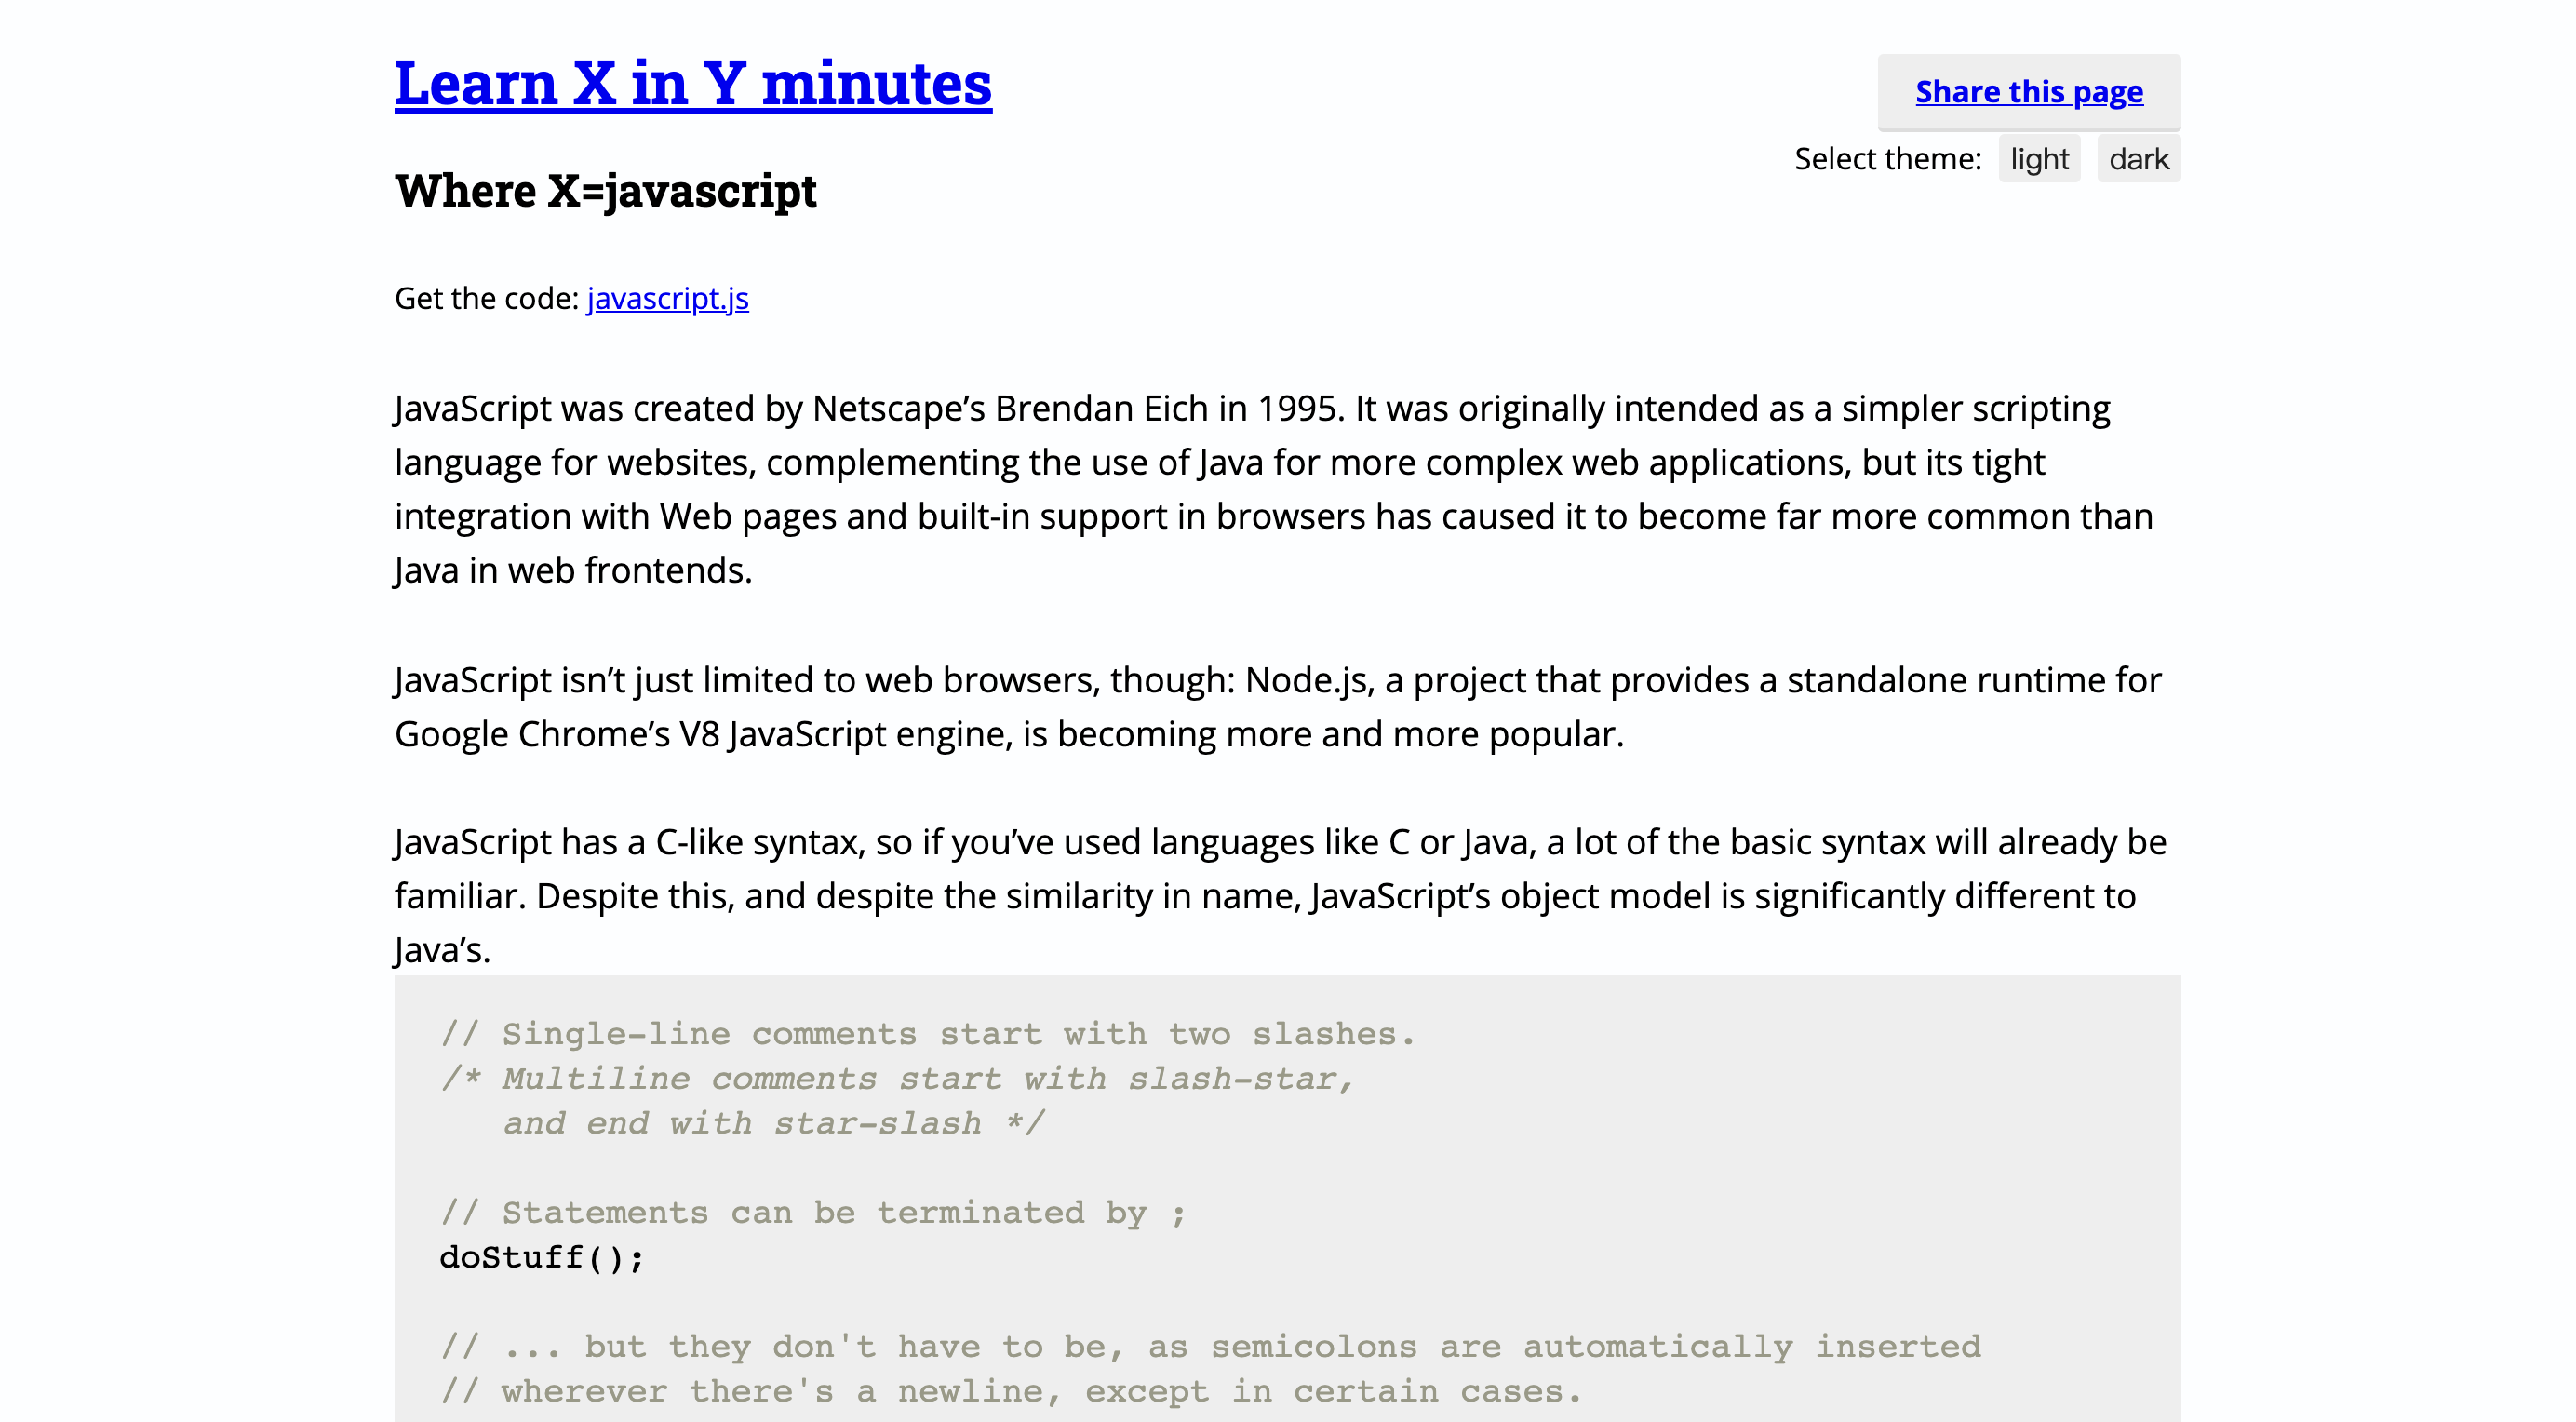 Learn X in Y minutes
Share this page
Select theme: light dark
Where X=javascript
Get the code: javascript.js
JavaScript was created by Netscape’s Brendan Eich in 1995. It was originally intended as a simpler scripting
language for websites, complementing the use of Java for more complex web applications, but its tight
integration with Web pages and built-in support in browsers has caused it to become far more common than
Java in web frontends.
JavaScript isn’t just limited to web browsers, though: Node.js, a project that provides a standalone runtime for
Google Chrome’s V8 JavaScript engine, is becoming more and more popular.
JavaScript has a C-like syntax, so if you’ve used languages like C or Java, a lot of the basic syntax will already be
familiar. Despite this, and despite the similarity in name, JavaScript’s object model is significantly different to
Java’s.
// Single-line comments start with two slashes.
/* Multiline comments start with slash-star,
   and end with star-slash */
// Statements can be terminated by ;
doStuff();
// ... but they don't have to be, as semicolons are automatically inserted
// wherever there's a newline, except in certain cases.